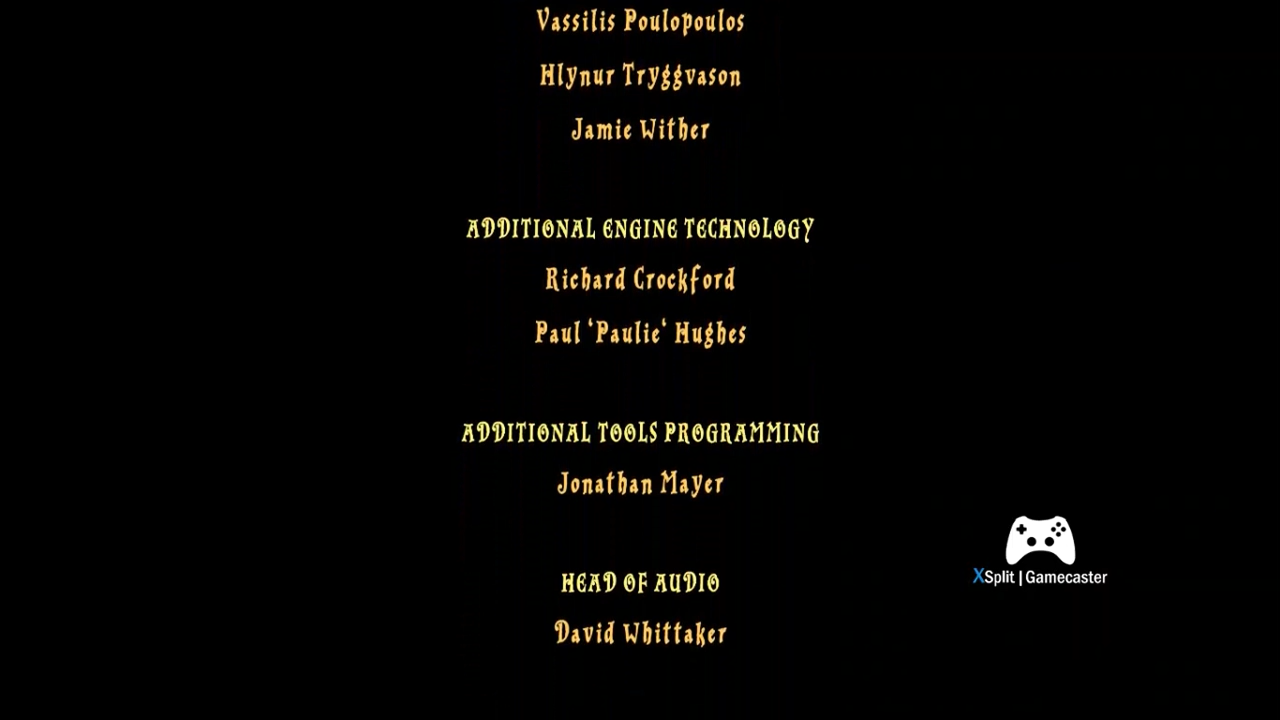 Vassilis Poulopoulos
Hlynur Tryggvason
Jamie Wither
ADDITIONAL ENGINE TECHNOLOGY
Richard Crockford
Paul ‘Paulie‘ Hughes
ADDITIONAL TOOLS PROGRAMMING
Jonathan Mayer
HEAD OF AUDIO
David Whittaker
XSplit | Gamecaster